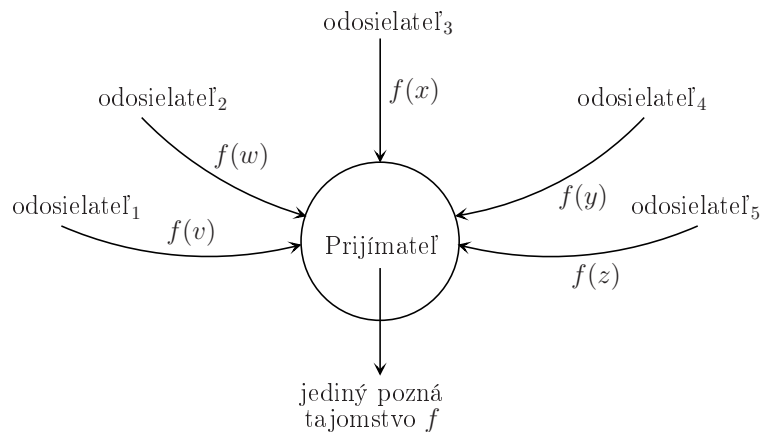 odosielateľ₃
f(x)
odosielateľ₂
odosielateľ₄
f(w)
f(y)
odosielateľ₁
odosielateľ₅
f(v)
Prijímateľ
f(z)
jediný pozná
tajomstvo f